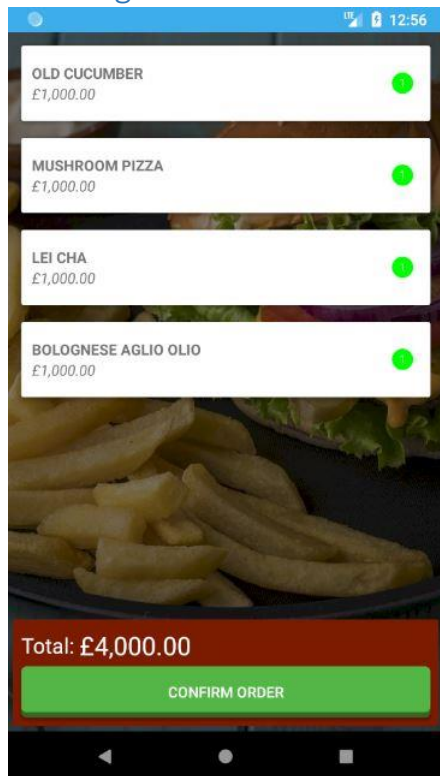 LTE 12:56
OLD CUCUMBER
£1,000.00
1
MUSHROOM PIZZA
£1,000.00
1
LEI CHA
£1,000.00
1
BOLOGNESE AGLIO OLIO
£1,000.00
1
Total: £4,000.00
CONFIRM ORDER